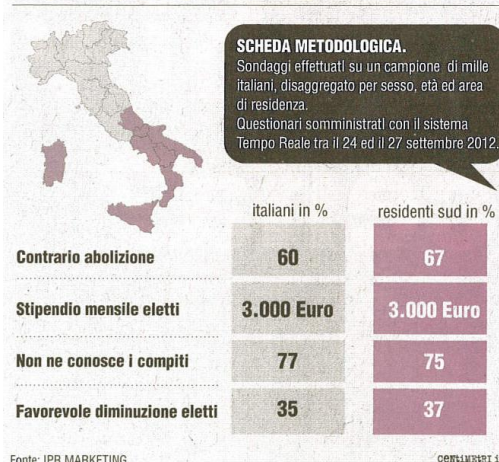 SCHEDA METODOLOGICA.
Sondaggi effettuati su un campione di mille
italiani, disaggregato per sesso, età ed area
di residenza.
Questionari somministrati con il sistema
Tempo Reale tra il 24 ed il 27 settembre 2012.
italiani in % residenti sud in %
Contrario abolizione 60 67
Stipendio mensile eletti 3.000 Euro 3.000 Euro
Non ne conosce i compiti 77 75
Favorevole diminuzione eletti 35 37
Fonte: IPR MARKETING CENTIMETRI